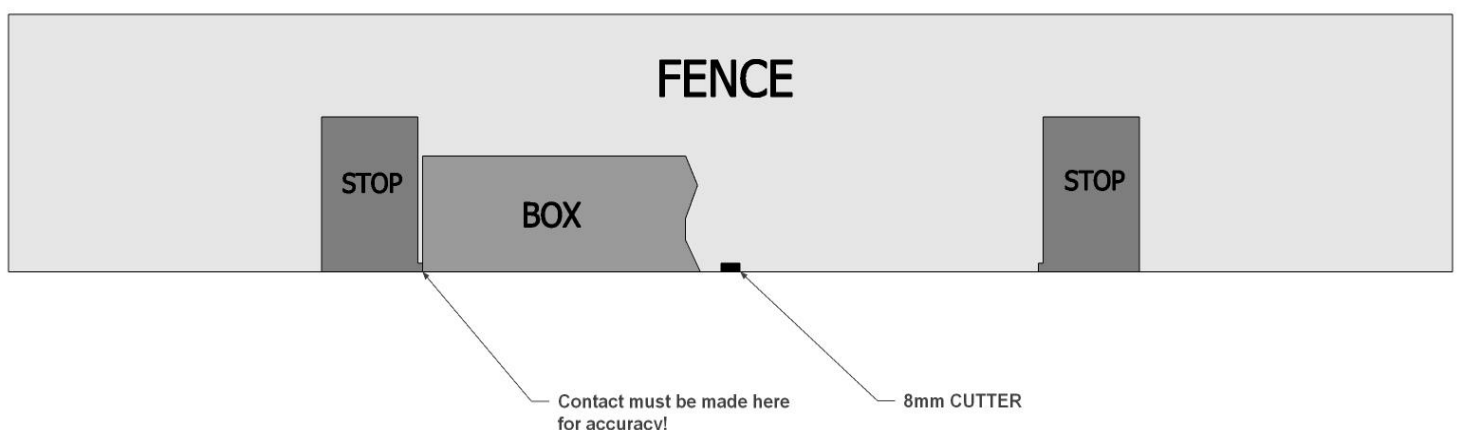 FENCE
STOP
BOX
STOP
Contact must be made here
for accuracy!
8mm CUTTER